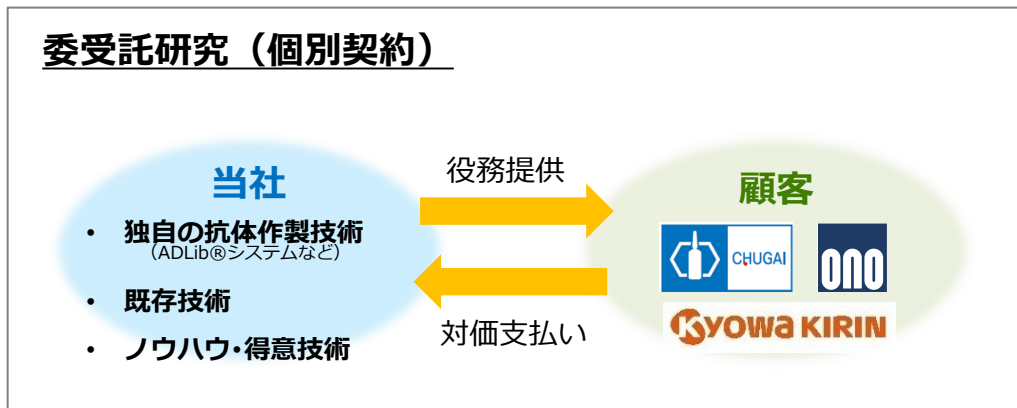 委受託研究（個別契約）
当社
・ 独自の抗体作製技術
（ADLib®システムなど）
・ 既存技術
・ ノウハウ・得意技術
役務提供
対価支払い
顧客
CHUGAI
ono
KYOWA KIRIN